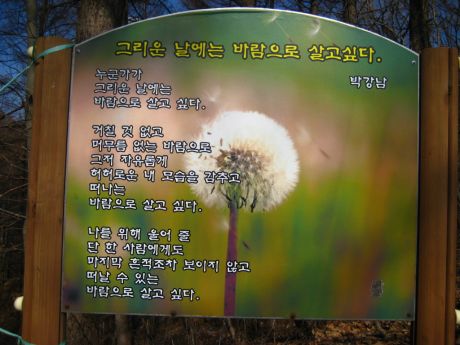 그리운 날에는 바람으로 살고싶다.
박강남
누군가가
그리운 날에는
바람으로 살고 싶다.
거친 것 없고
머무름 없는 바람으로
그저 자유롭게
허허로운 내 모습을 감추고
떠나는
바람으로 살고 싶다.
나를 위해 울어 줄
단 한 사람에게도
마지막 흔적조차 보이지 않고
떠날 수 있는
바람으로 살고 싶다.